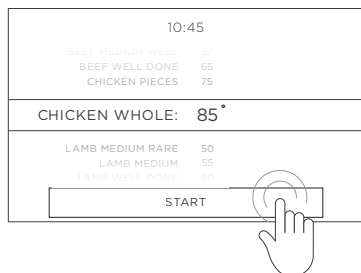 10:45
BEEF MEDIUM WELL 57
BEEF WELL DONE 65
CHICKEN PIECES 75
CHICKEN WHOLE: 85°
LAMB MEDIUM RARE 50
LAMB MEDIUM 55
LAMB WELL DONE 60
START